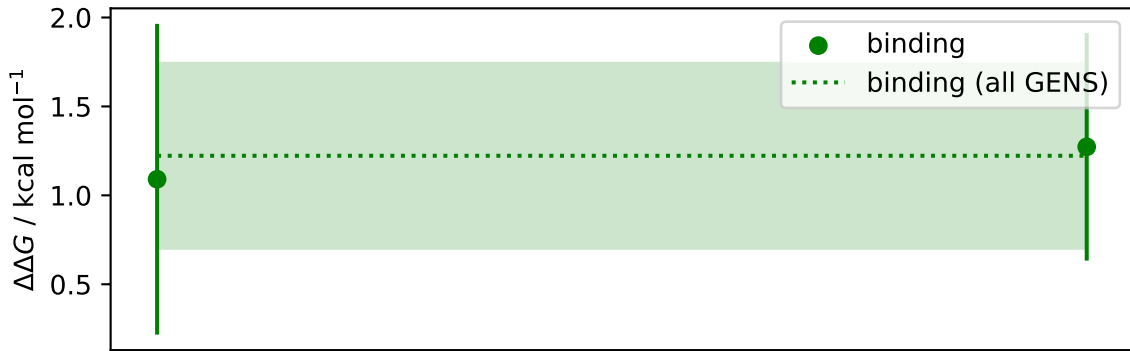 2.0
1.5
1.0
0.5
ΔΔG / kcal mol⁻¹
binding
binding (all GENS)